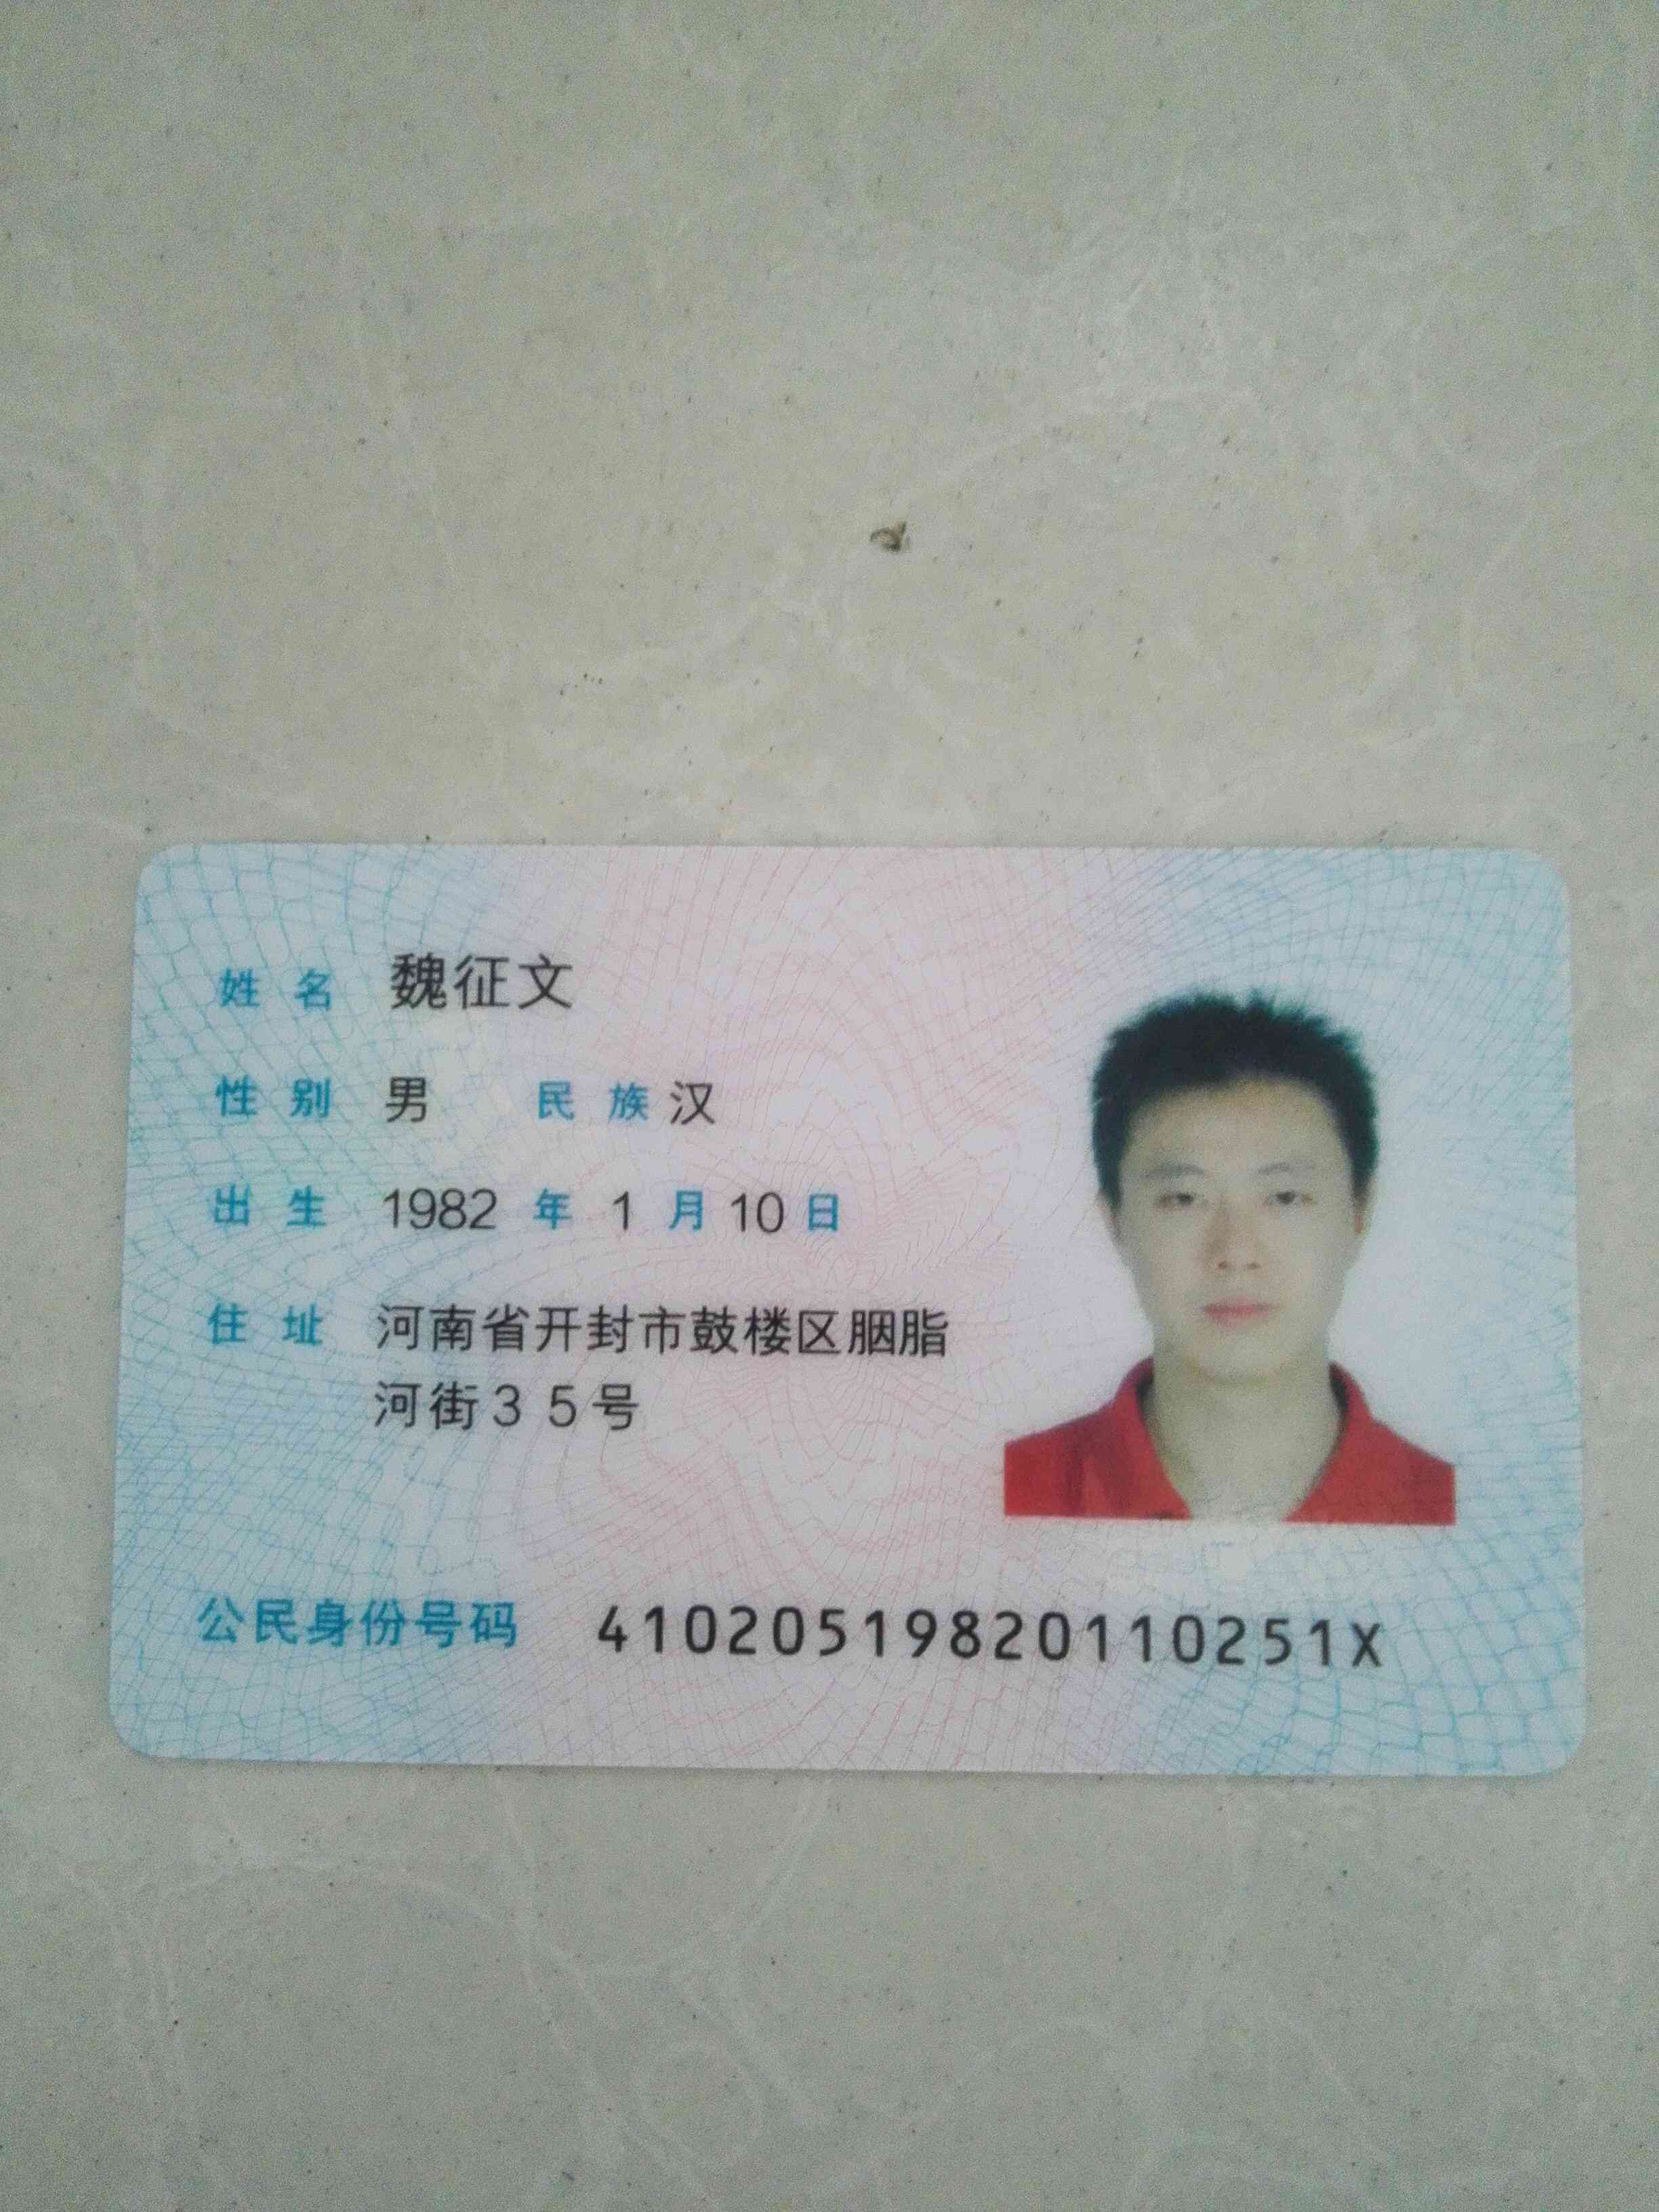 姓名 魏征文
性别 男 民族 汉
出生 1982 年 1 月 10 日
住址 河南省开封市鼓楼区胭脂
河街35号
公民身份号码 41020519820110251X